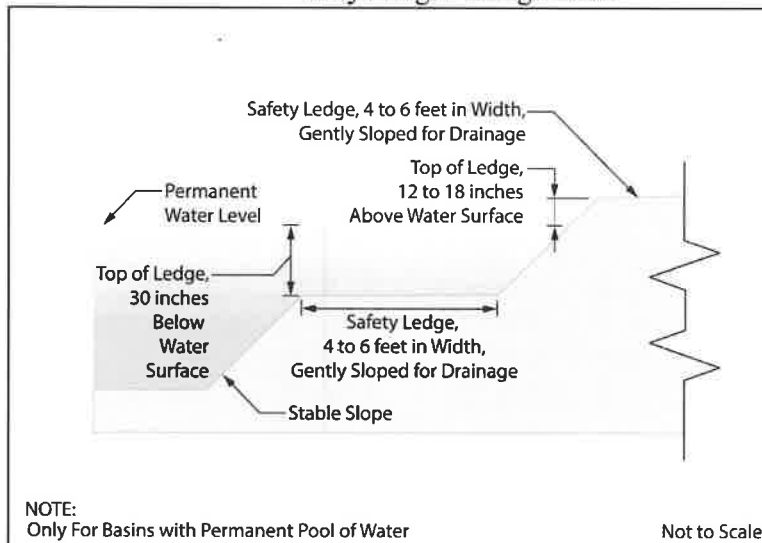 Safety Ledge, 4 to 6 feet in Width,
Gently Sloped for Drainage
Top of Ledge,
12 to 18 inches
Above Water Surface
Permanent
Water Level
Top of Ledge,
30 inches
Below
Water
Surface
Safety Ledge,
4 to 6 feet in Width,
Gently Sloped for Drainage
Stable Slope
NOTE:
Only For Basins with Permanent Pool of Water
Not to Scale